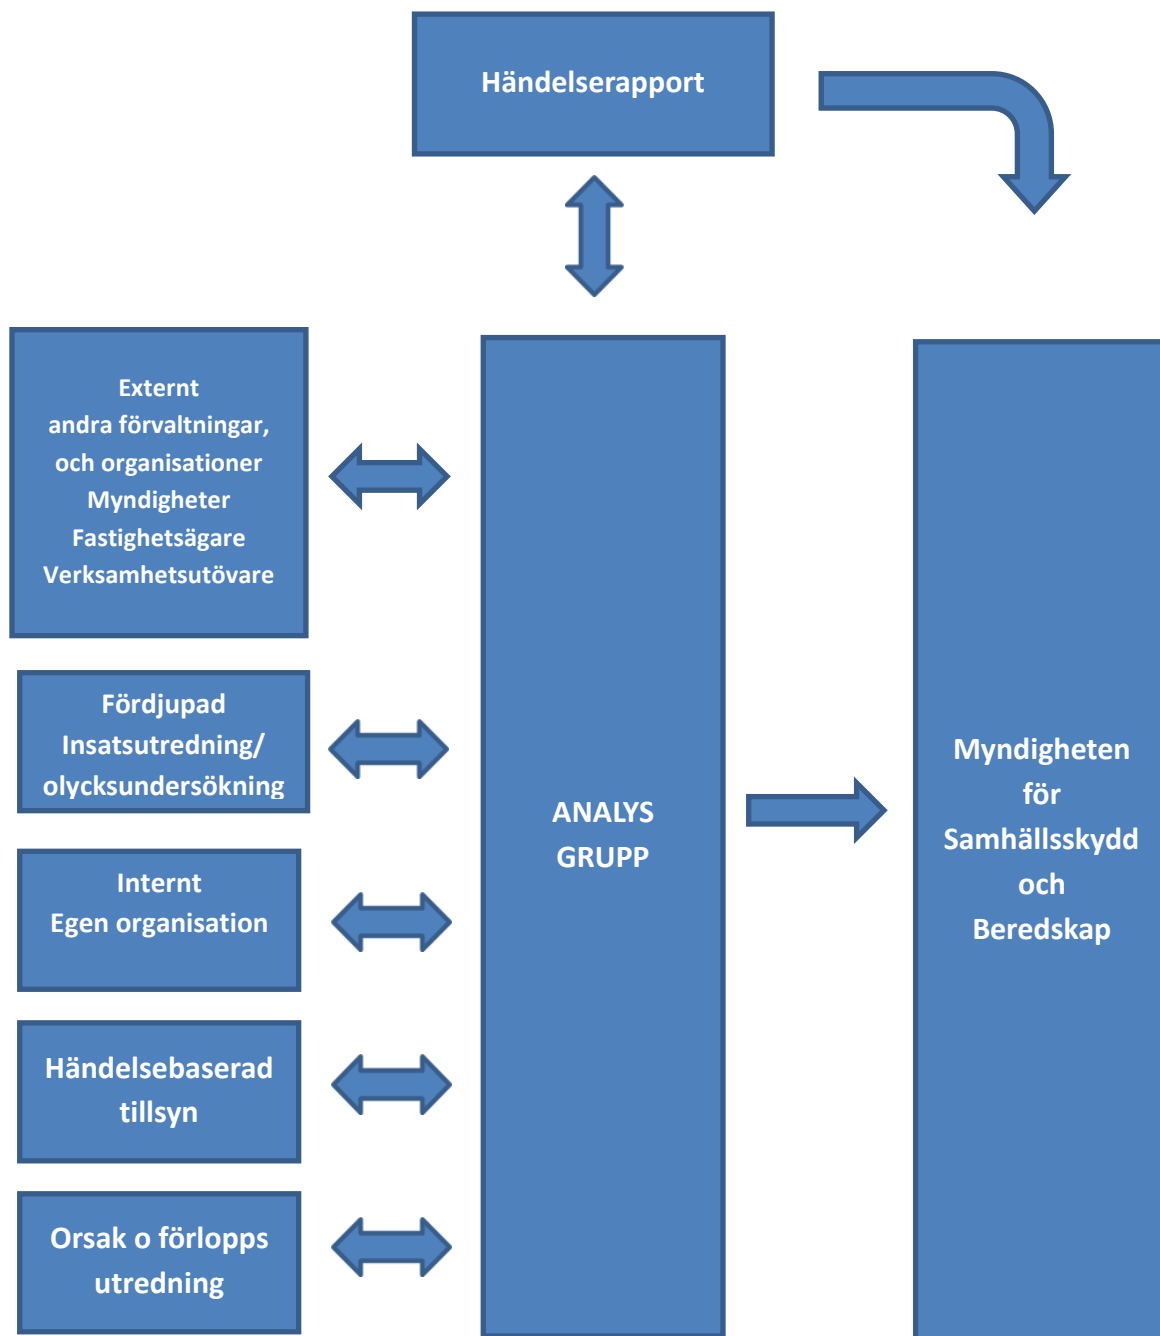 Händelserapport
Externt
andra förvaltningar,
och organisationer
Myndigheter
Fastighetsägare
Verksamhetsutövare
Fördjupad
Insatsutredning/
olycksundersökning
Internt
Egen organisation
Händelsebaserad
tillsyn
Orsak o förlopps
utredning
ANALYS
GRUPP
Myndigheten
för
Samhällsskydd
och
Beredskap